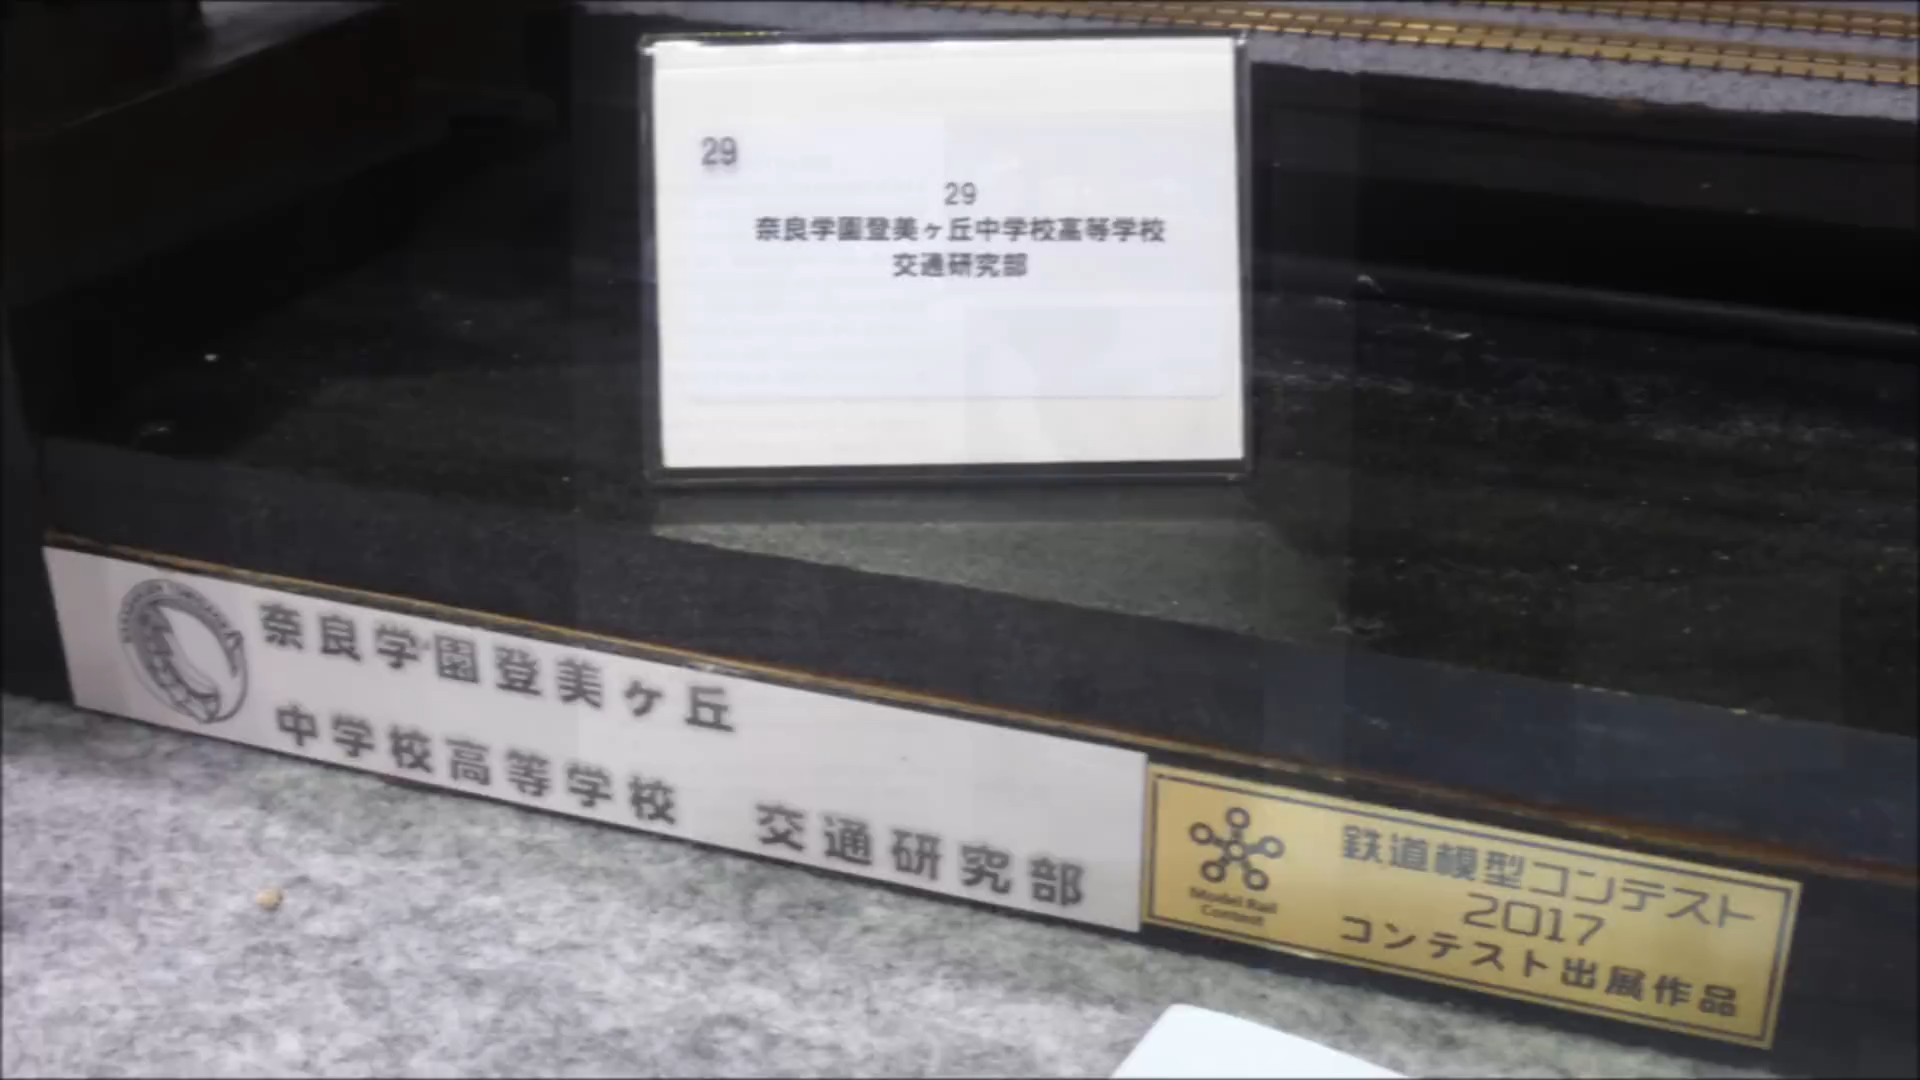 29
29
奈良学園登美ヶ丘中学校高等学校
交通研究部
奈良学園登美ヶ丘
中学校高等学校 交通研究部
Model Rail
Contest
鉄道模型コンテスト
2017
コンテスト出展作品